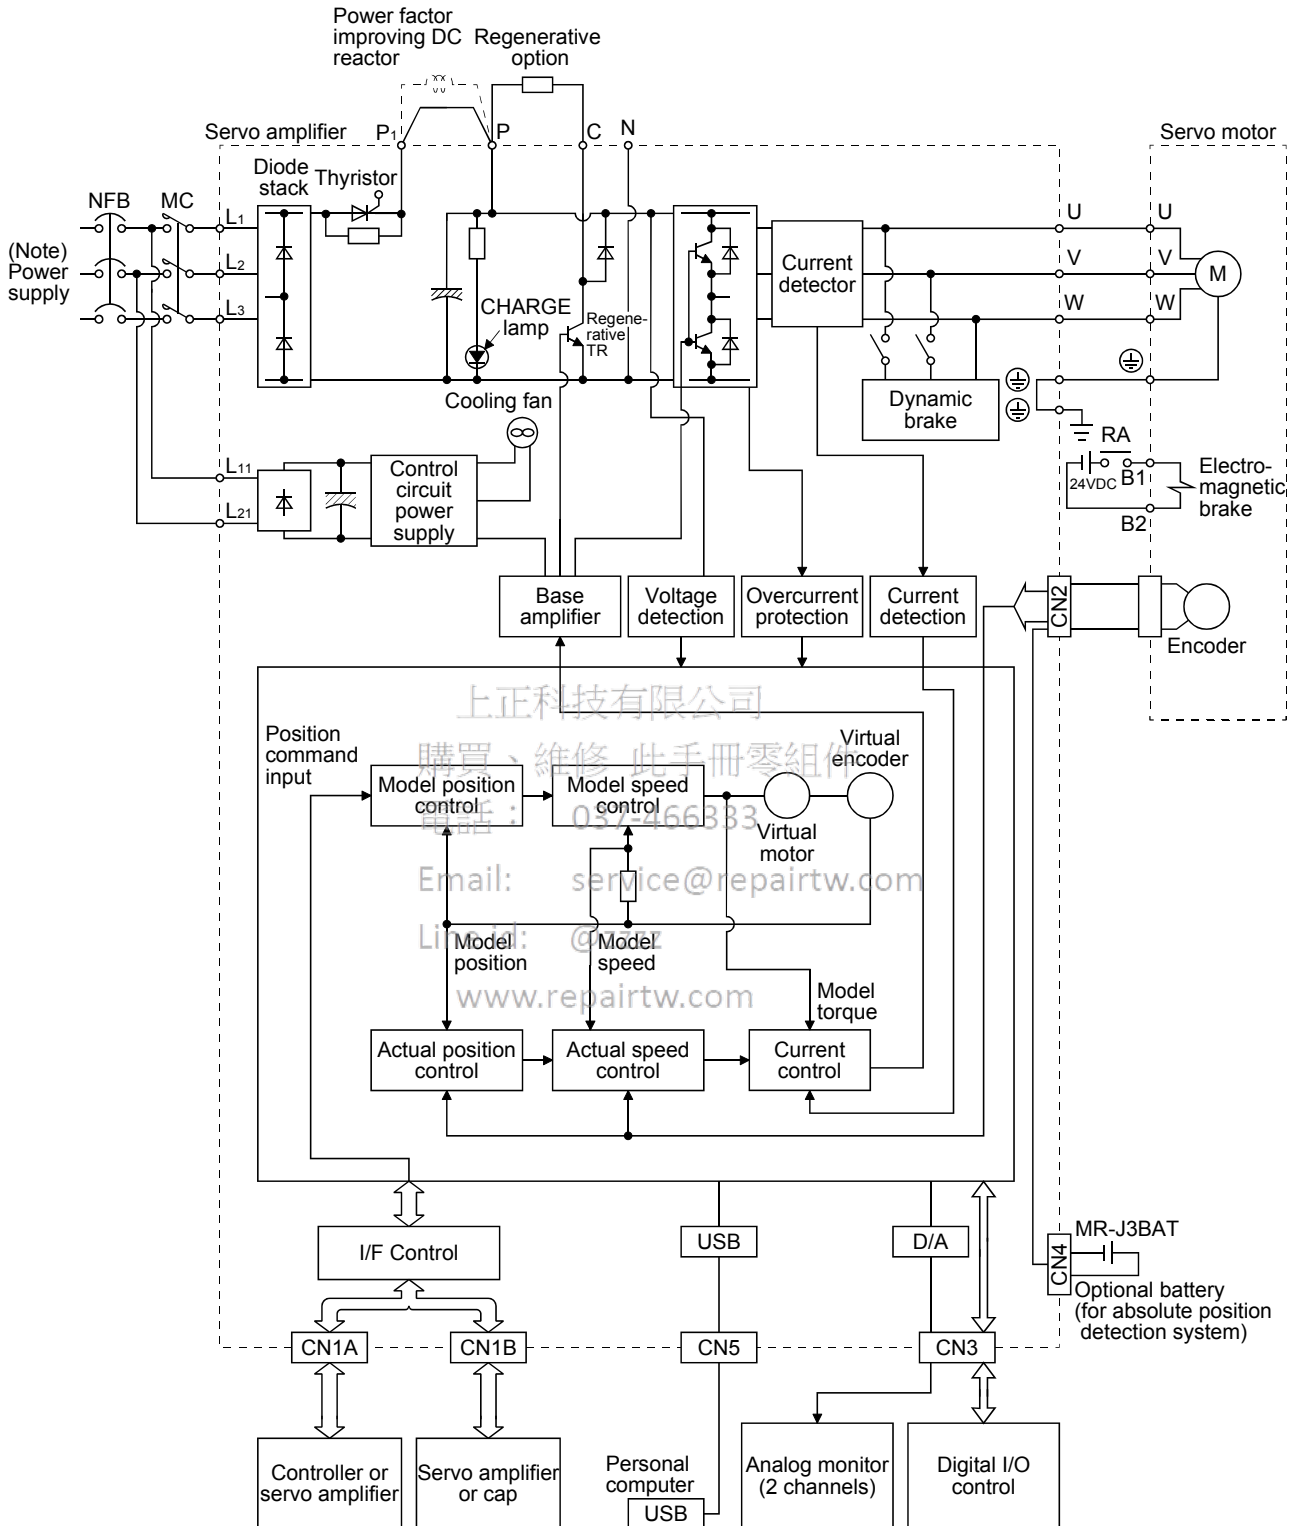 Power factor
improving DC
reactor
Regenerative
option
Servo amplifier
P1
P
C
N
Servo motor
Diode
stack
Thyristor
NFB
MC
L1
L2
L3
(Note)
Power
supply
CHARGE
lamp
Regene-
rative
TR
Current
detector
U
V
W
U
V
W
M
Dynamic
brake
Cooling fan
RA
24VDC
B1
B2
Electro-
magnetic
brake
L11
L21
Control
circuit
power
supply
Base
amplifier
Voltage
detection
Overcurrent
protection
Current
detection
CN2
Encoder
上正科技有限公司
購買、維修 此手冊零組件
電話： 037-466333
Email: service@repairtw.com
Line id: @zzzz
www.repairtw.com
Position
command
input
Model position
control
Model speed
control
Virtual
encoder
Virtual
motor
Model
position
Model
speed
Model
torque
Actual position
control
Actual speed
control
Current
control
I/F Control
USB
D/A
CN4
MR-J3BAT
Optional battery
(for absolute position
detection system)
CN1A
CN1B
CN5
CN3
Controller or
servo amplifier
Servo amplifier
or cap
Personal
computer
USB
Analog monitor
(2 channels)
Digital I/O
control